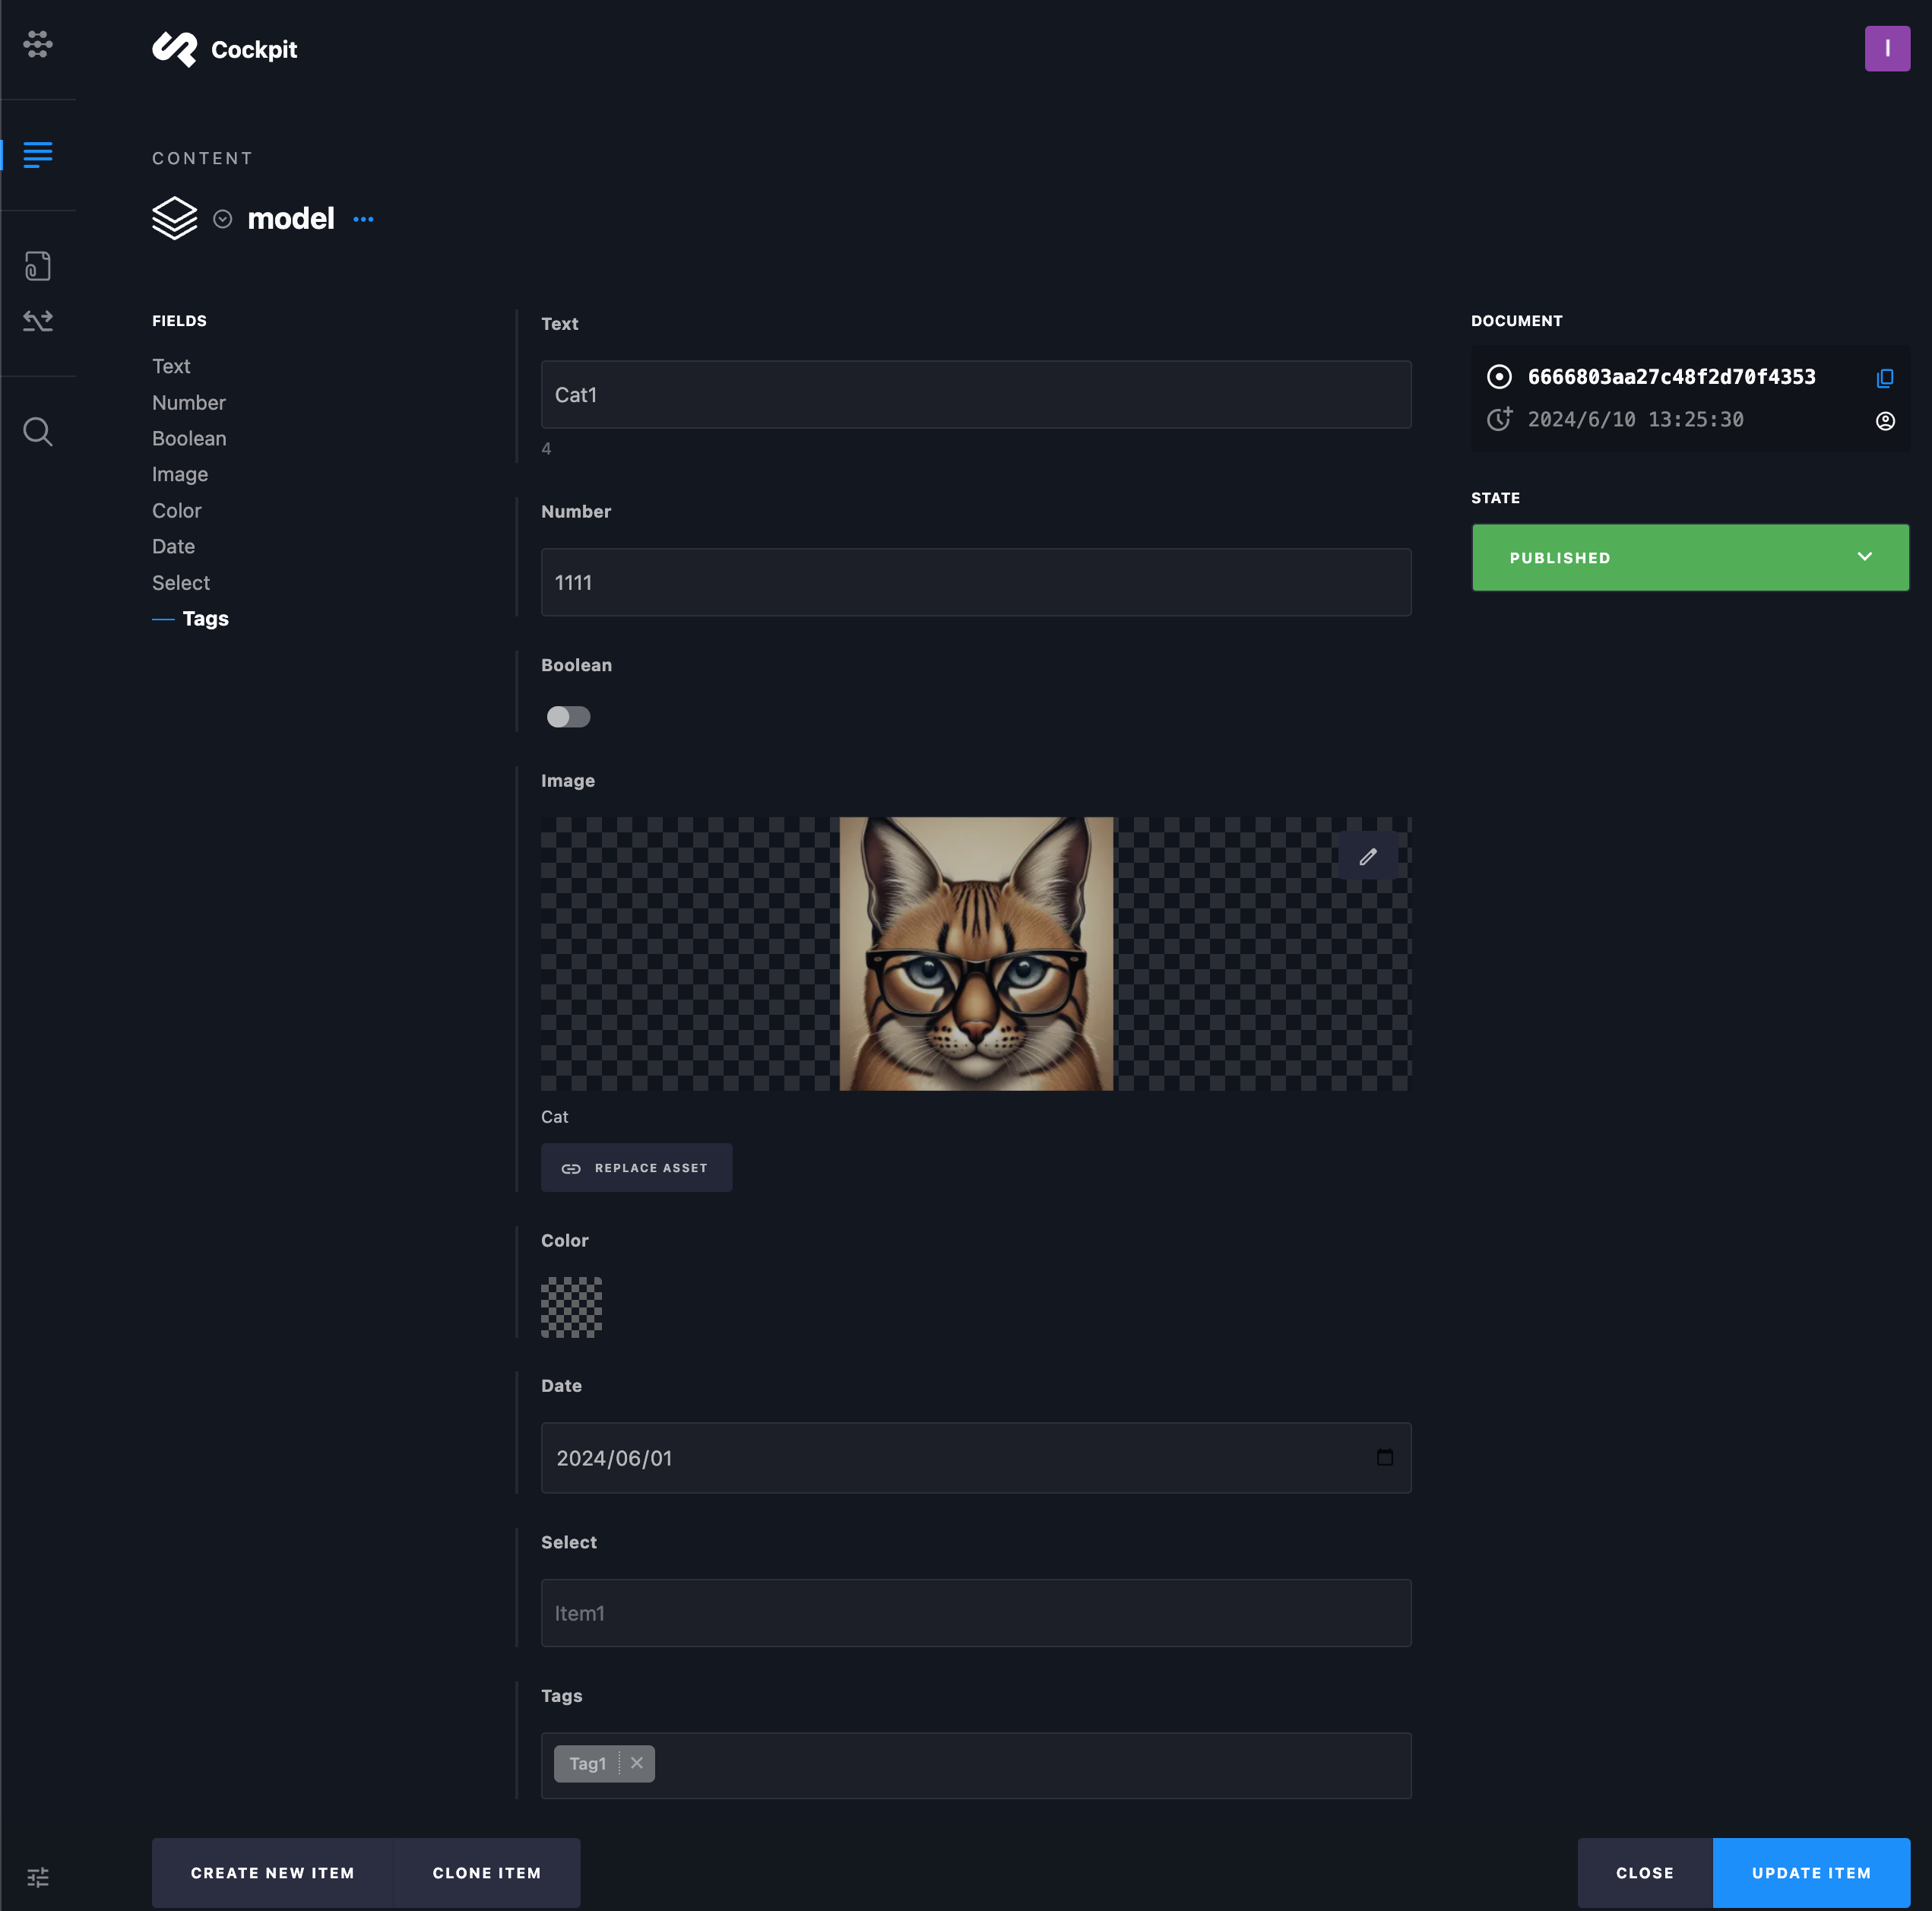 Cockpit
I
CONTENT
model
FIELDS
Text
Number
Boolean
Image
Color
Date
Select
Tags
Text
Cat1
4
Number
1111
Boolean
Image
Cat
REPLACE ASSET
Color
Date
2024/06/01
Select
Item1
Tags
Tag1
DOCUMENT
6666803aa27c48f2d70f4353
2024/6/10 13:25:30
STATE
PUBLISHED
CREATE NEW ITEM
CLONE ITEM
CLOSE
UPDATE ITEM